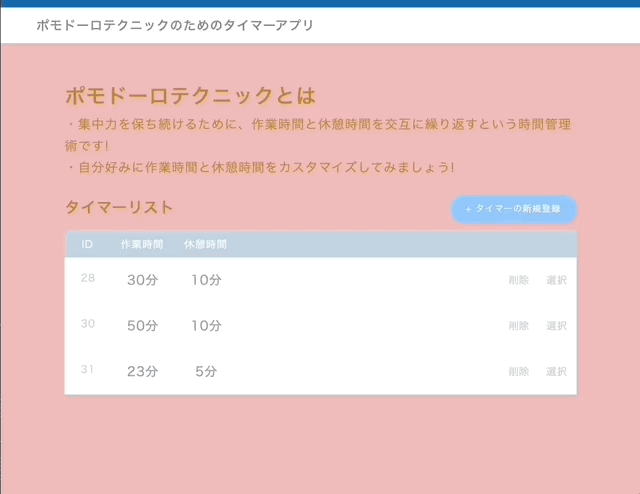 ポモドーロテクニックのためのタイマーアプリ
ポモドーロテクニックとは
・集中力を保ち続けるために、作業時間と休憩時間を交互に繰り返すという時間管理
術です!
・自分好みに作業時間と休憩時間をカスタマイズしてみましょう!
タイマーリスト
+ タイマーの新規登録
ID 作業時間 休憩時間
28 30分 10分 削除 選択
30 50分 10分 削除 選択
31 23分 5分 削除 選択